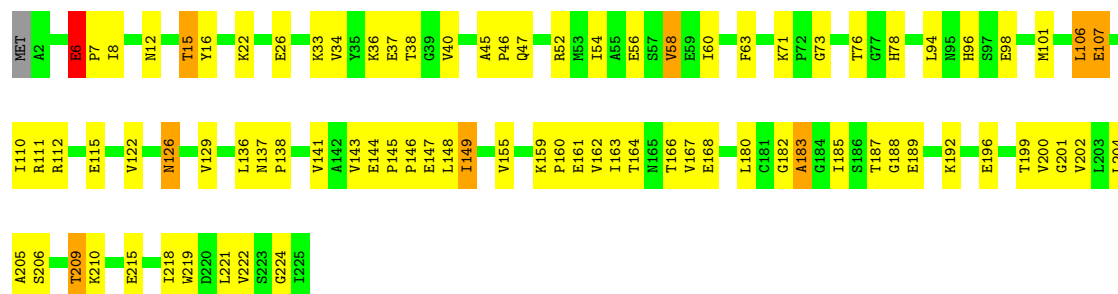 MET A2 E6 P7 I8 N12 T15 Y16 K22 E26 K33 V34 Y35 K36 E37 T38 G39 V40 A45 P46 Q47 R52 M53 I54 A55 E56 S57 V58 E59 I60 F63 K71 P72 G73 T76 G77 H78 L94 N95 H96 S97 E98 M101 L106 E107
I110 R111 R112 E115 V122 N126 V129 L136 N137 P138 V141 A142 V143 E144 P145 P146 E147 L148 I149 V155 K159 P160 E161 V162 I163 T164 N165 T166 V167 E168 L180 C181 G182 A183 G184 I185 S186 T187 G188 E189 K192 E196 T199 V200 G201 V202 L203 L204
A205 S206 T209 K210 E215 I218 W219 D220 L221 V222 S223 G224 I225